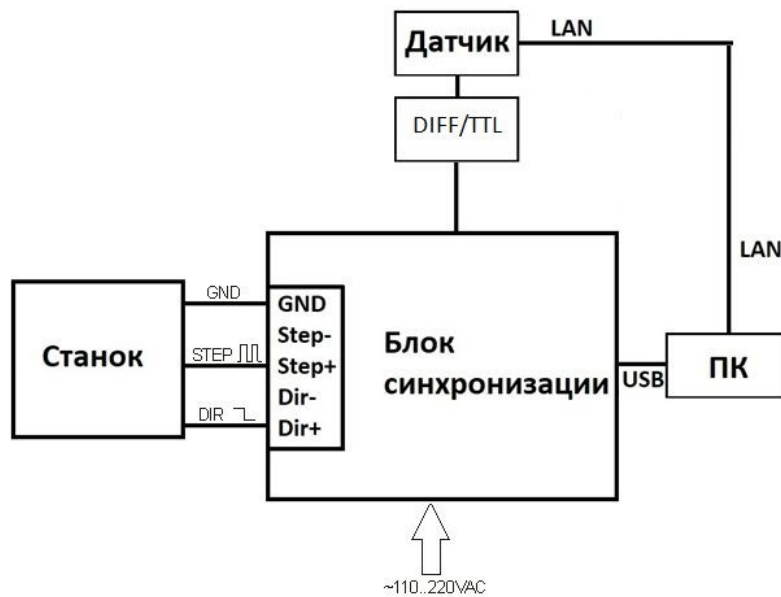 Датчик
LAN
DIFF/TTL
LAN
Станок
GND
STEP
DIR
GND
Step-
Step+
Dir-
Dir+
Блок
синхронизации
USB
ПК
~110..220VAC